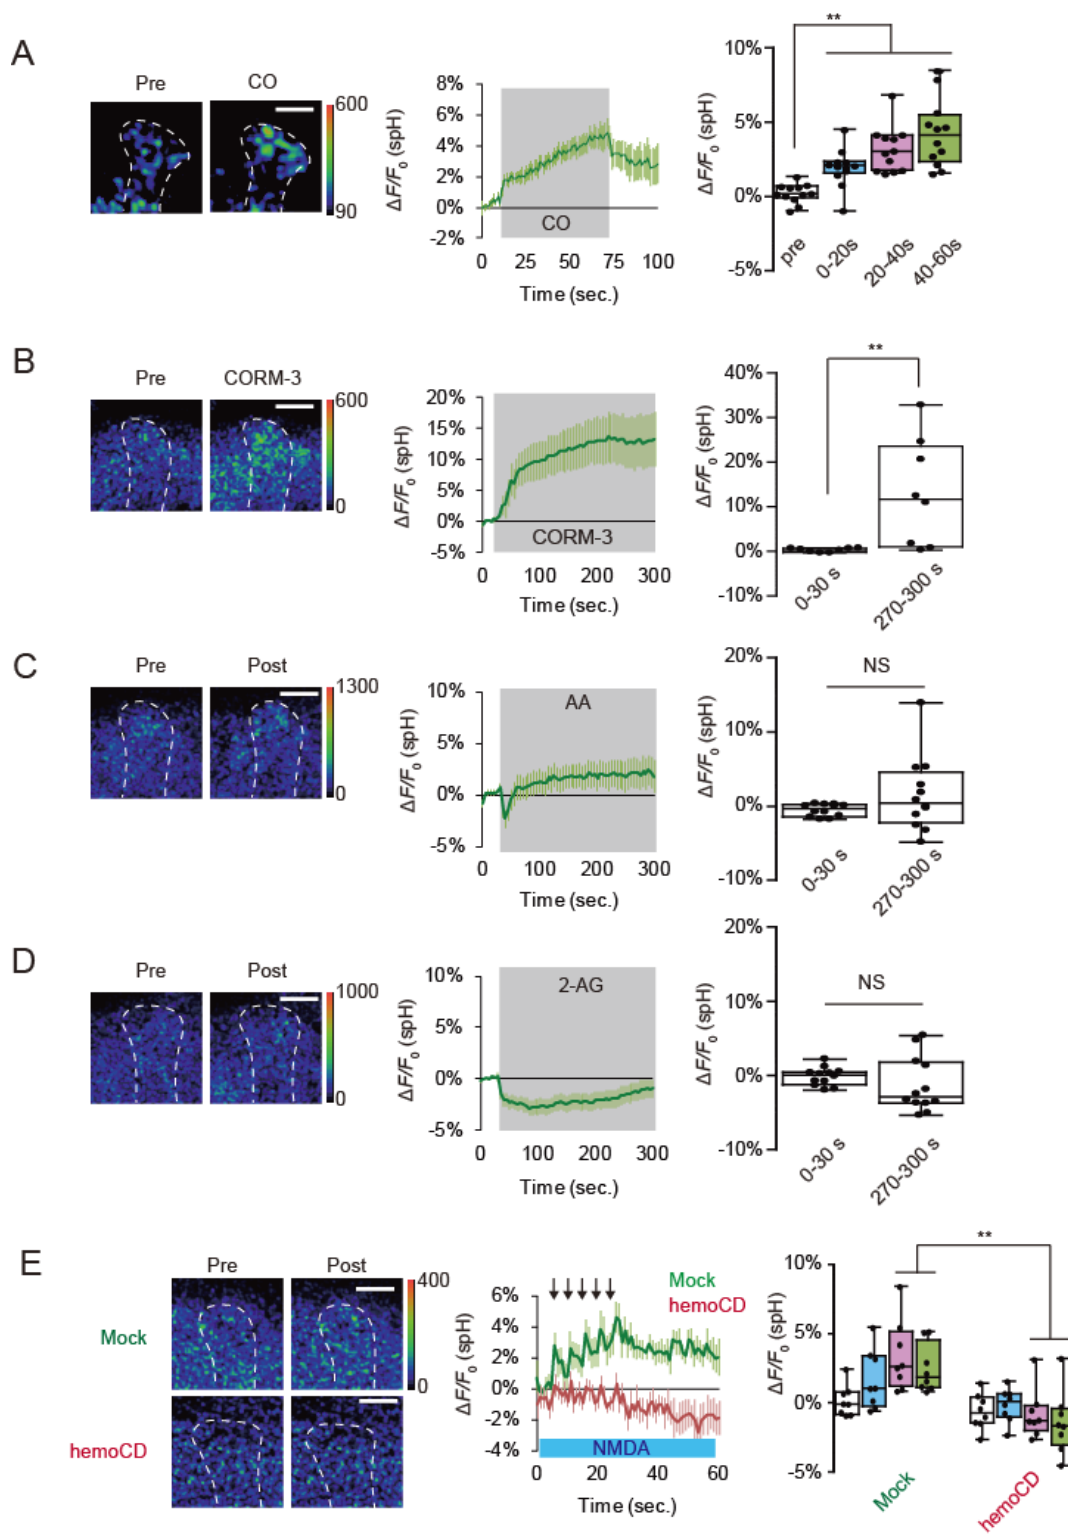 A
Pre
CO
600
90
ΔF/F0 (spH)
8%
6%
4%
2%
0%
-2%
CO
0 25 50 75 100
Time (sec.)
**
ΔF/F0 (spH)
10%
5%
0%
-5%
pre
0-20s
20-40s
40-60s
B
Pre
CORM-3
600
0
ΔF/F0 (spH)
20%
15%
10%
5%
0%
-5%
CORM-3
0 100 200 300
Time (sec.)
**
ΔF/F0 (spH)
40%
30%
20%
10%
0%
-10%
0-30 s
270-300 s
C
Pre
Post
1300
0
ΔF/F0 (spH)
10%
5%
0%
-5%
AA
0 100 200 300
Time (sec.)
NS
ΔF/F0 (spH)
20%
10%
0%
-10%
0-30 s
270-300 s
D
Pre
Post
1000
0
ΔF/F0 (spH)
10%
5%
0%
-5%
2-AG
0 100 200 300
Time (sec.)
NS
ΔF/F0 (spH)
20%
10%
0%
-10%
0-30 s
270-300 s
E
Pre
Post
Mock
hemoCD
400
0
Mock
hemoCD
ΔF/F0 (spH)
6%
4%
2%
0%
-2%
-4%
NMDA
0 20 40 60
Time (sec.)
**
ΔF/F0 (spH)
10%
5%
0%
-5%
Mock
hemoCD